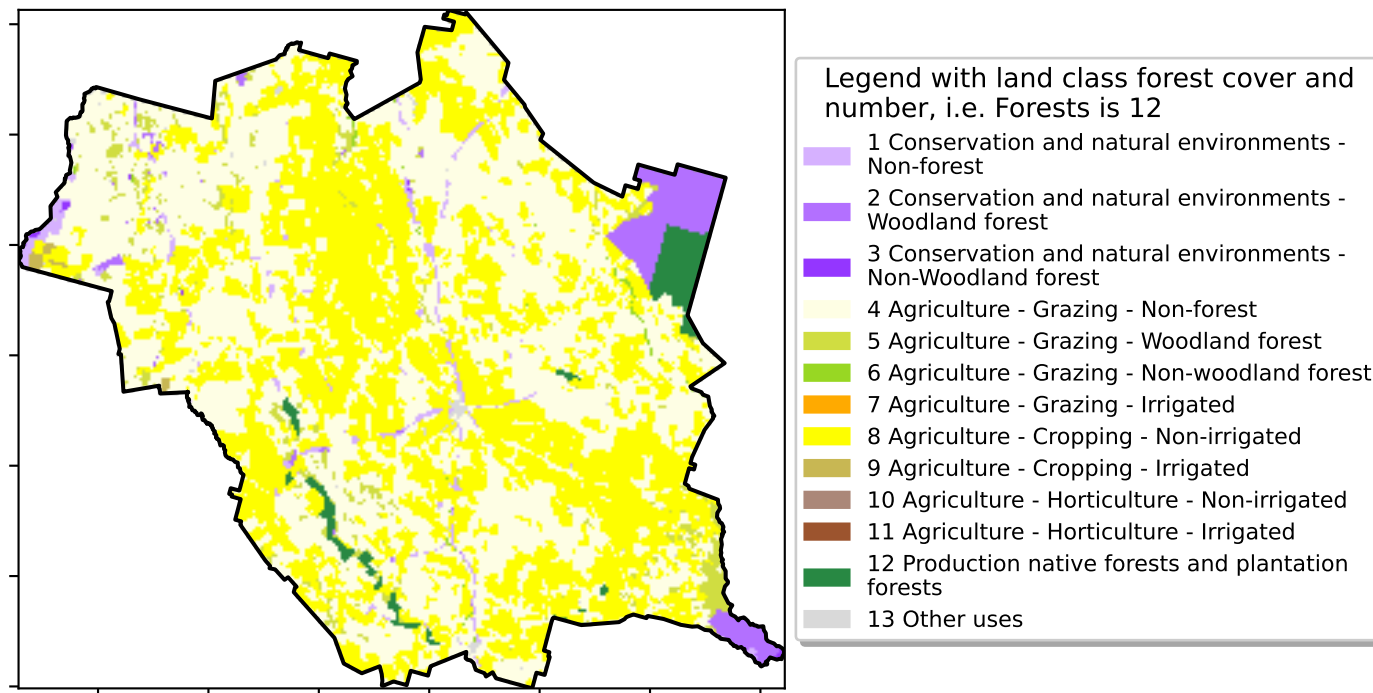 Legend with land class forest cover and
number, i.e. Forests is 12
1 Conservation and natural environments -
Non-forest
2 Conservation and natural environments -
Woodland forest
3 Conservation and natural environments -
Non-Woodland forest
4 Agriculture - Grazing - Non-forest
5 Agriculture - Grazing - Woodland forest
6 Agriculture - Grazing - Non-woodland forest
7 Agriculture - Grazing - Irrigated
8 Agriculture - Cropping - Non-irrigated
9 Agriculture - Cropping - Irrigated
10 Agriculture - Horticulture - Non-irrigated
11 Agriculture - Horticulture - Irrigated
12 Production native forests and plantation
forests
13 Other uses